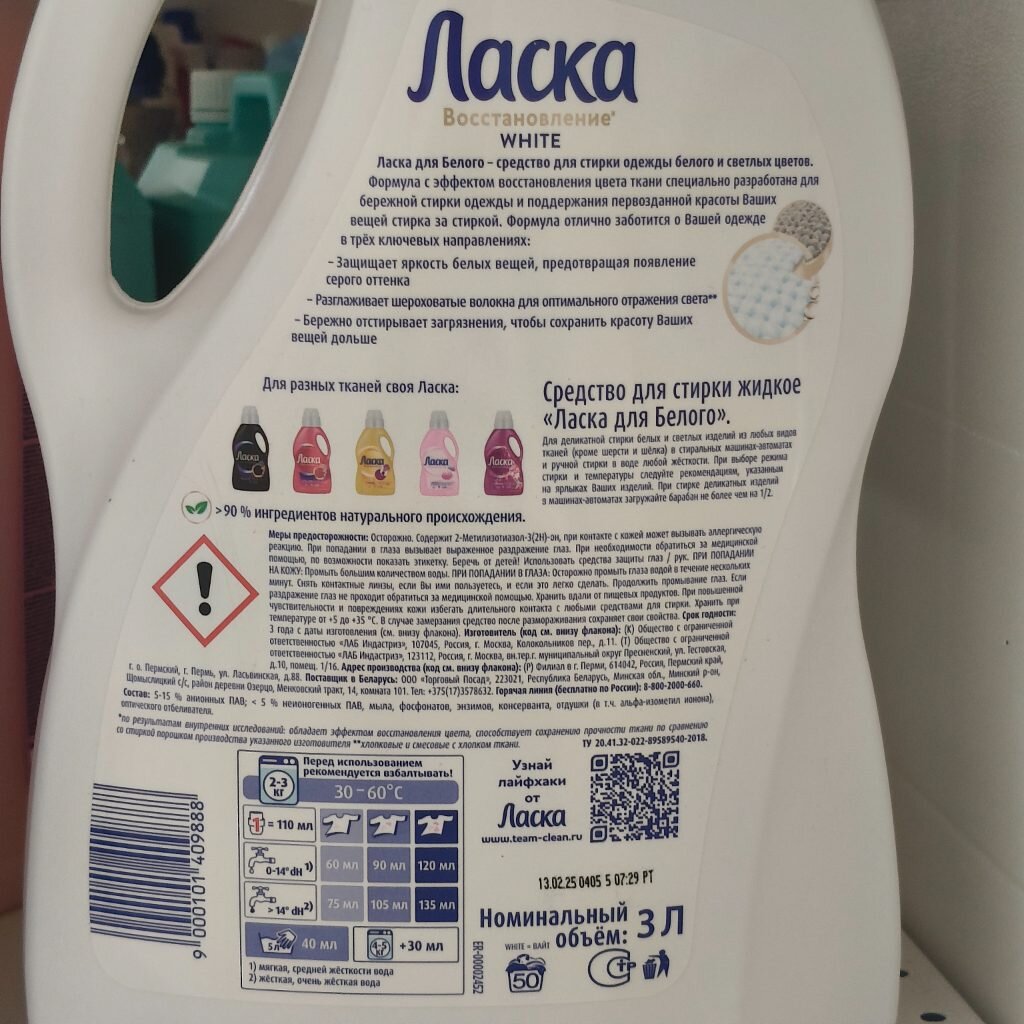 Ласка
Восстановление*
WHITE
Ласка для Белого – средство для стирки одежды белого и светлых цветов.
Формула с эффектом восстановления цвета ткани специально разработана для
бережной стирки одежды и поддержания первозданной красоты Ваших
вещей стирка за стиркой. Формула отлично заботится о Вашей одежде
в трёх ключевых направлениях:
– Защищает яркость белых вещей, предотвращая появление
серого оттенка
– Разглаживает шероховатые волокна для оптимального отражения света**
– Бережно отстирывает загрязнения, чтобы сохранить красоту Ваших
вещей дольше
Для разных тканей своя Ласка:
Ласка Ласка Ласка Ласка Ласка
>90 % ингредиентов натурального происхождения.
Средство для стирки жидкое
«Ласка для Белого».
Для деликатной стирки белых и светлых изделий из любых видов
тканей (кроме шерсти и шёлка) в стиральных машинах-автоматах
и ручной стирки в воде любой жёсткости. При выборе режима
стирки и температуры следуйте рекомендациям, указанным
на ярлыках Ваших изделий. При стирке деликатных изделий
в машинах-автоматах загружайте барабан не более чем на 1/2.
Меры предосторожности: Осторожно. Содержит 2-Метилизотиазол-3(2H)-он, при контакте с кожей может вызывать аллергическую
реакцию. При попадании в глаза вызывает выраженное раздражение глаз. При необходимости обратиться за медицинской
помощью, по возможности показать этикетку. Беречь от детей! Использовать средства защиты глаз / рук. ПРИ ПОПАДАНИИ
НА КОЖУ: Промыть большим количеством воды. ПРИ ПОПАДАНИИ В ГЛАЗА: Осторожно промыть глаза водой в течение нескольких
минут. Снять контактные линзы, если Вы ими пользуетесь, и если это легко сделать. Продолжить промывание глаз. Если
раздражение глаз не проходит обратиться за медицинской помощью. Хранить вдали от пищевых продуктов. При повышенной
чувствительности и повреждениях кожи избегать длительного контакта с любыми средствами для стирки. Хранить при
температуре от +5 до +35 °С. В случае замерзания средство после размораживания сохраняет свои свойства. Срок годности:
3 года с даты изготовления (см. внизу флакона). Изготовитель (код см. внизу флакона): (К) Общество с ограниченной
ответственностью «ЛАБ Индастриз», 107045, Россия, г. Москва, Колокольников пер., д.11. (Т) Общество с ограниченной
ответственностью «ЛАБ Индастриз», 123112, Россия, г. Москва, вн.тер.г. муниципальный округ Пресненский, ул. Тестовская,
д.10, помещ. 1/16. Адрес производства (код см. внизу флакона): (Р) Филиал в г. Перми, 614042, Россия, Пермский край,
г. о. Пермский, г. Пермь, ул. Ласьвинская, д.88. Поставщик в Беларусь: ООО «Торговый Посад», 223021, Республика Беларусь, Минская обл., Минский р-он,
Щомыслицкий с/с, район деревни Озерцо, Менковский тракт, 14, комната 101. Тел: +375(17)3578632. Горячая линия (бесплатно по России): 8-800-2000-660.
Состав: 5-15 % анионных ПАВ; < 5 % неионогенных ПАВ, мыла, фосфонатов, энзимов, консерванта, отдушки (в т.ч. альфа-изометил ионона),
оптического отбеливателя.
*по результатам внутренних исследований: обладает эффектом восстановления цвета, способствует сохранению прочности ткани по сравнению
со стиркой порошком производства указанного изготовителя **хлопковые и смесовые с хлопком ткани.
ТУ 20.41.32-022-89589540-2018.
Перед использованием
рекомендуется взбалтывать!
2-3
кг
30 – 60°C
1 = 110 мл
0-14° dH 1) 60 мл 90 мл 120 мл
> 14° dH 2) 75 мл 105 мл 135 мл
5 л 40 мл 4-5 кг +30 мл
1) мягкая, средней жёсткости вода
2) жёсткая, очень жёсткая вода
9 000101 409888
Узнай
лайфхаки
от
Ласка
www.team-clean.ru
13.02.25 0405 5 07:29 PT
Номинальный
объём: 3 Л
WHITE = ВАЙТ
50
СТР
ER-00002452